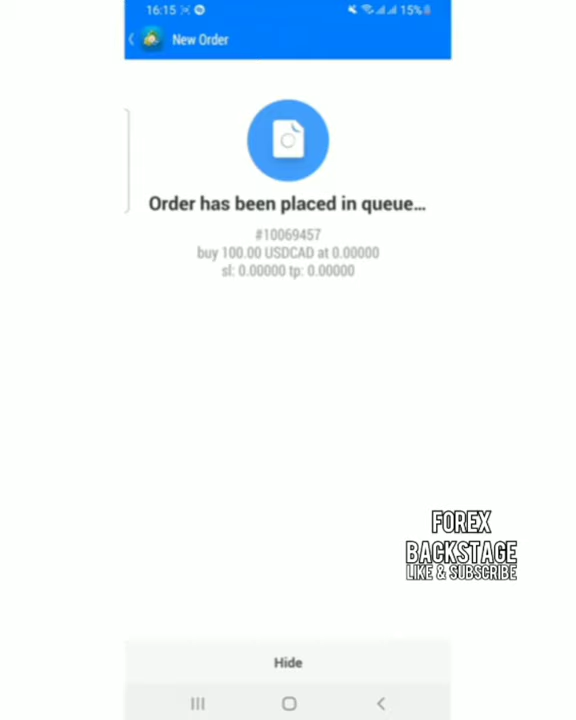 16:15
15%
New Order
Order has been placed in queue...
#10069457
buy 100.00 USDCAD at 0.00000
sl: 0.00000 tp: 0.00000
FOREX
BACKSTAGE
LIKE & SUBSCRIBE
Hide